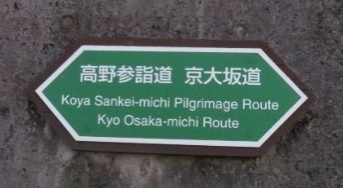 高野参詣道 京大坂道
Koya Sankei-michi Pilgrimage Route
Kyo Osaka-michi Route